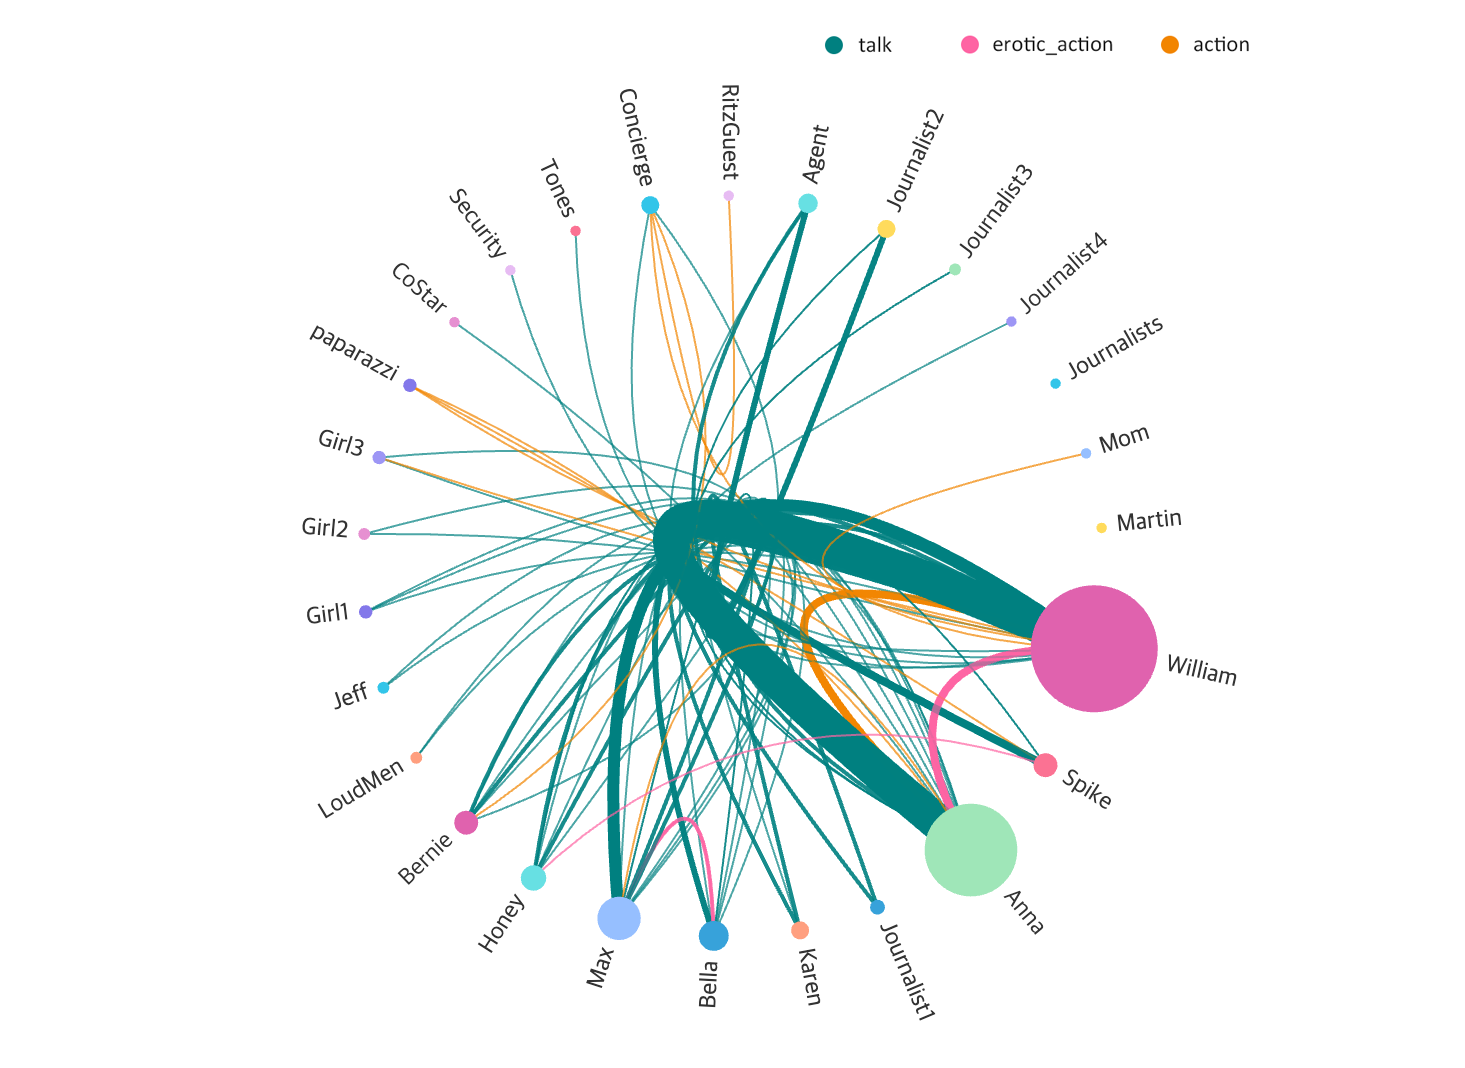 talk
erotic_action
action
Concierge
RitzGuest
Agent
Journalist2
Journalist3
Journalist4
Journalists
Mom
Martin
William
Spike
Anna
Journalist1
Karen
Bella
Max
Honey
Bernie
LoudMen
Jeff
Girl1
Girl2
Girl3
paparazzi
CoStar
Security
Tones